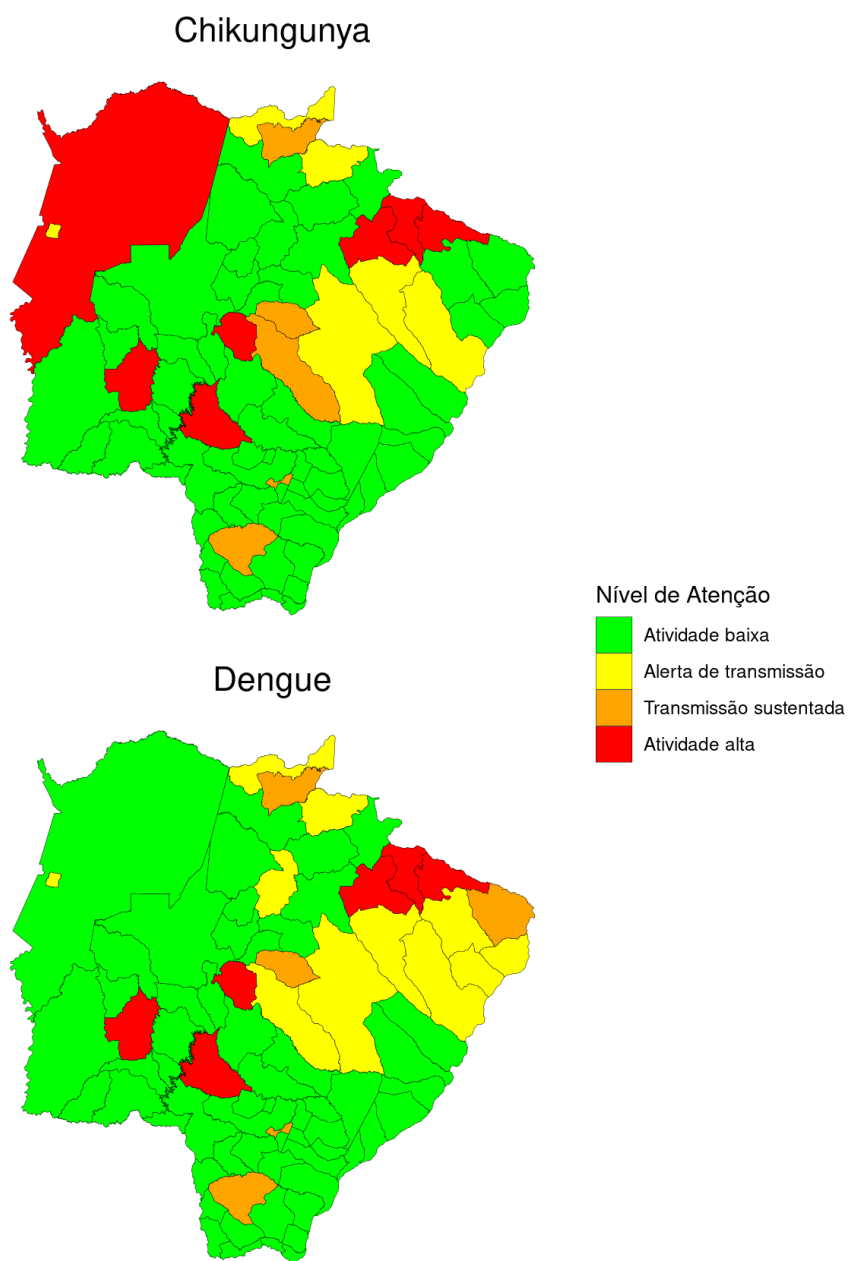 Chikungunya
Nível de Atenção
Atividade baixa
Alerta de transmissão
Transmissão sustentada
Atividade alta
Dengue